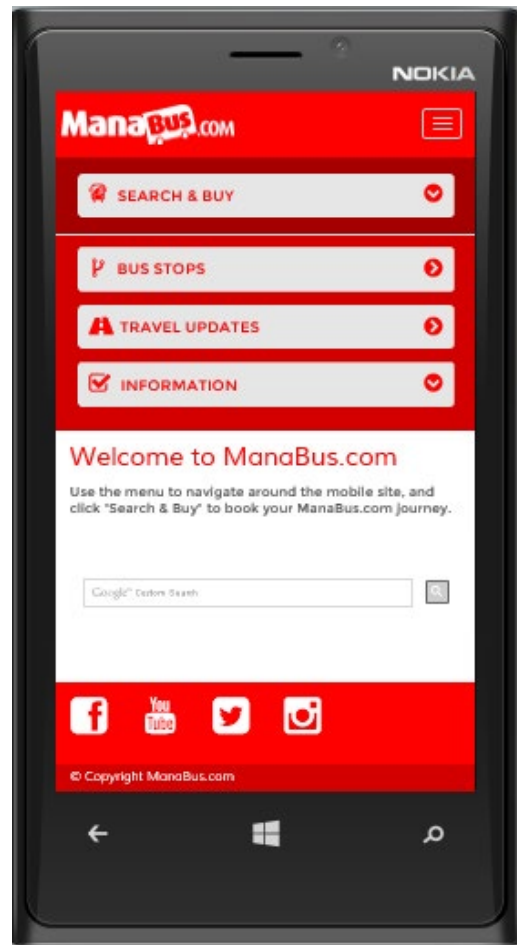 NOKIA
ManaBus.com
SEARCH & BUY
BUS STOPS
TRAVEL UPDATES
INFORMATION
Welcome to ManaBus.com
Use the menu to navigate around the mobile site, and
click "Search & Buy" to book your ManaBus.com journey.
Google™ Custom Search
You
Tube
© Copyright ManaBus.com